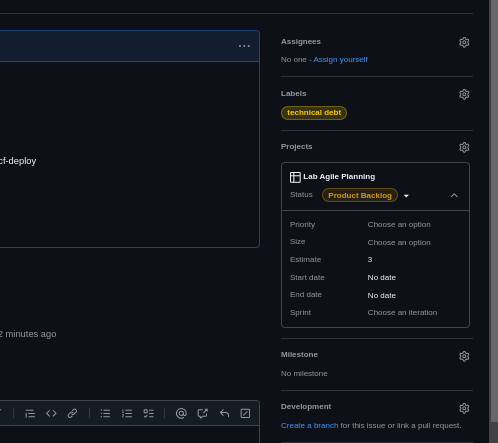 Assignees
No one - Assign yourself
Labels
technical debt
cf-deploy
Projects
Lab Agile Planning
Status Product Backlog
Priority Choose an option
Size Choose an option
Estimate 3
Start date No date
End date No date
Sprint Choose an iteration
2 minutes ago
Milestone
No milestone
Development
Create a branch for this issue or link a pull request.